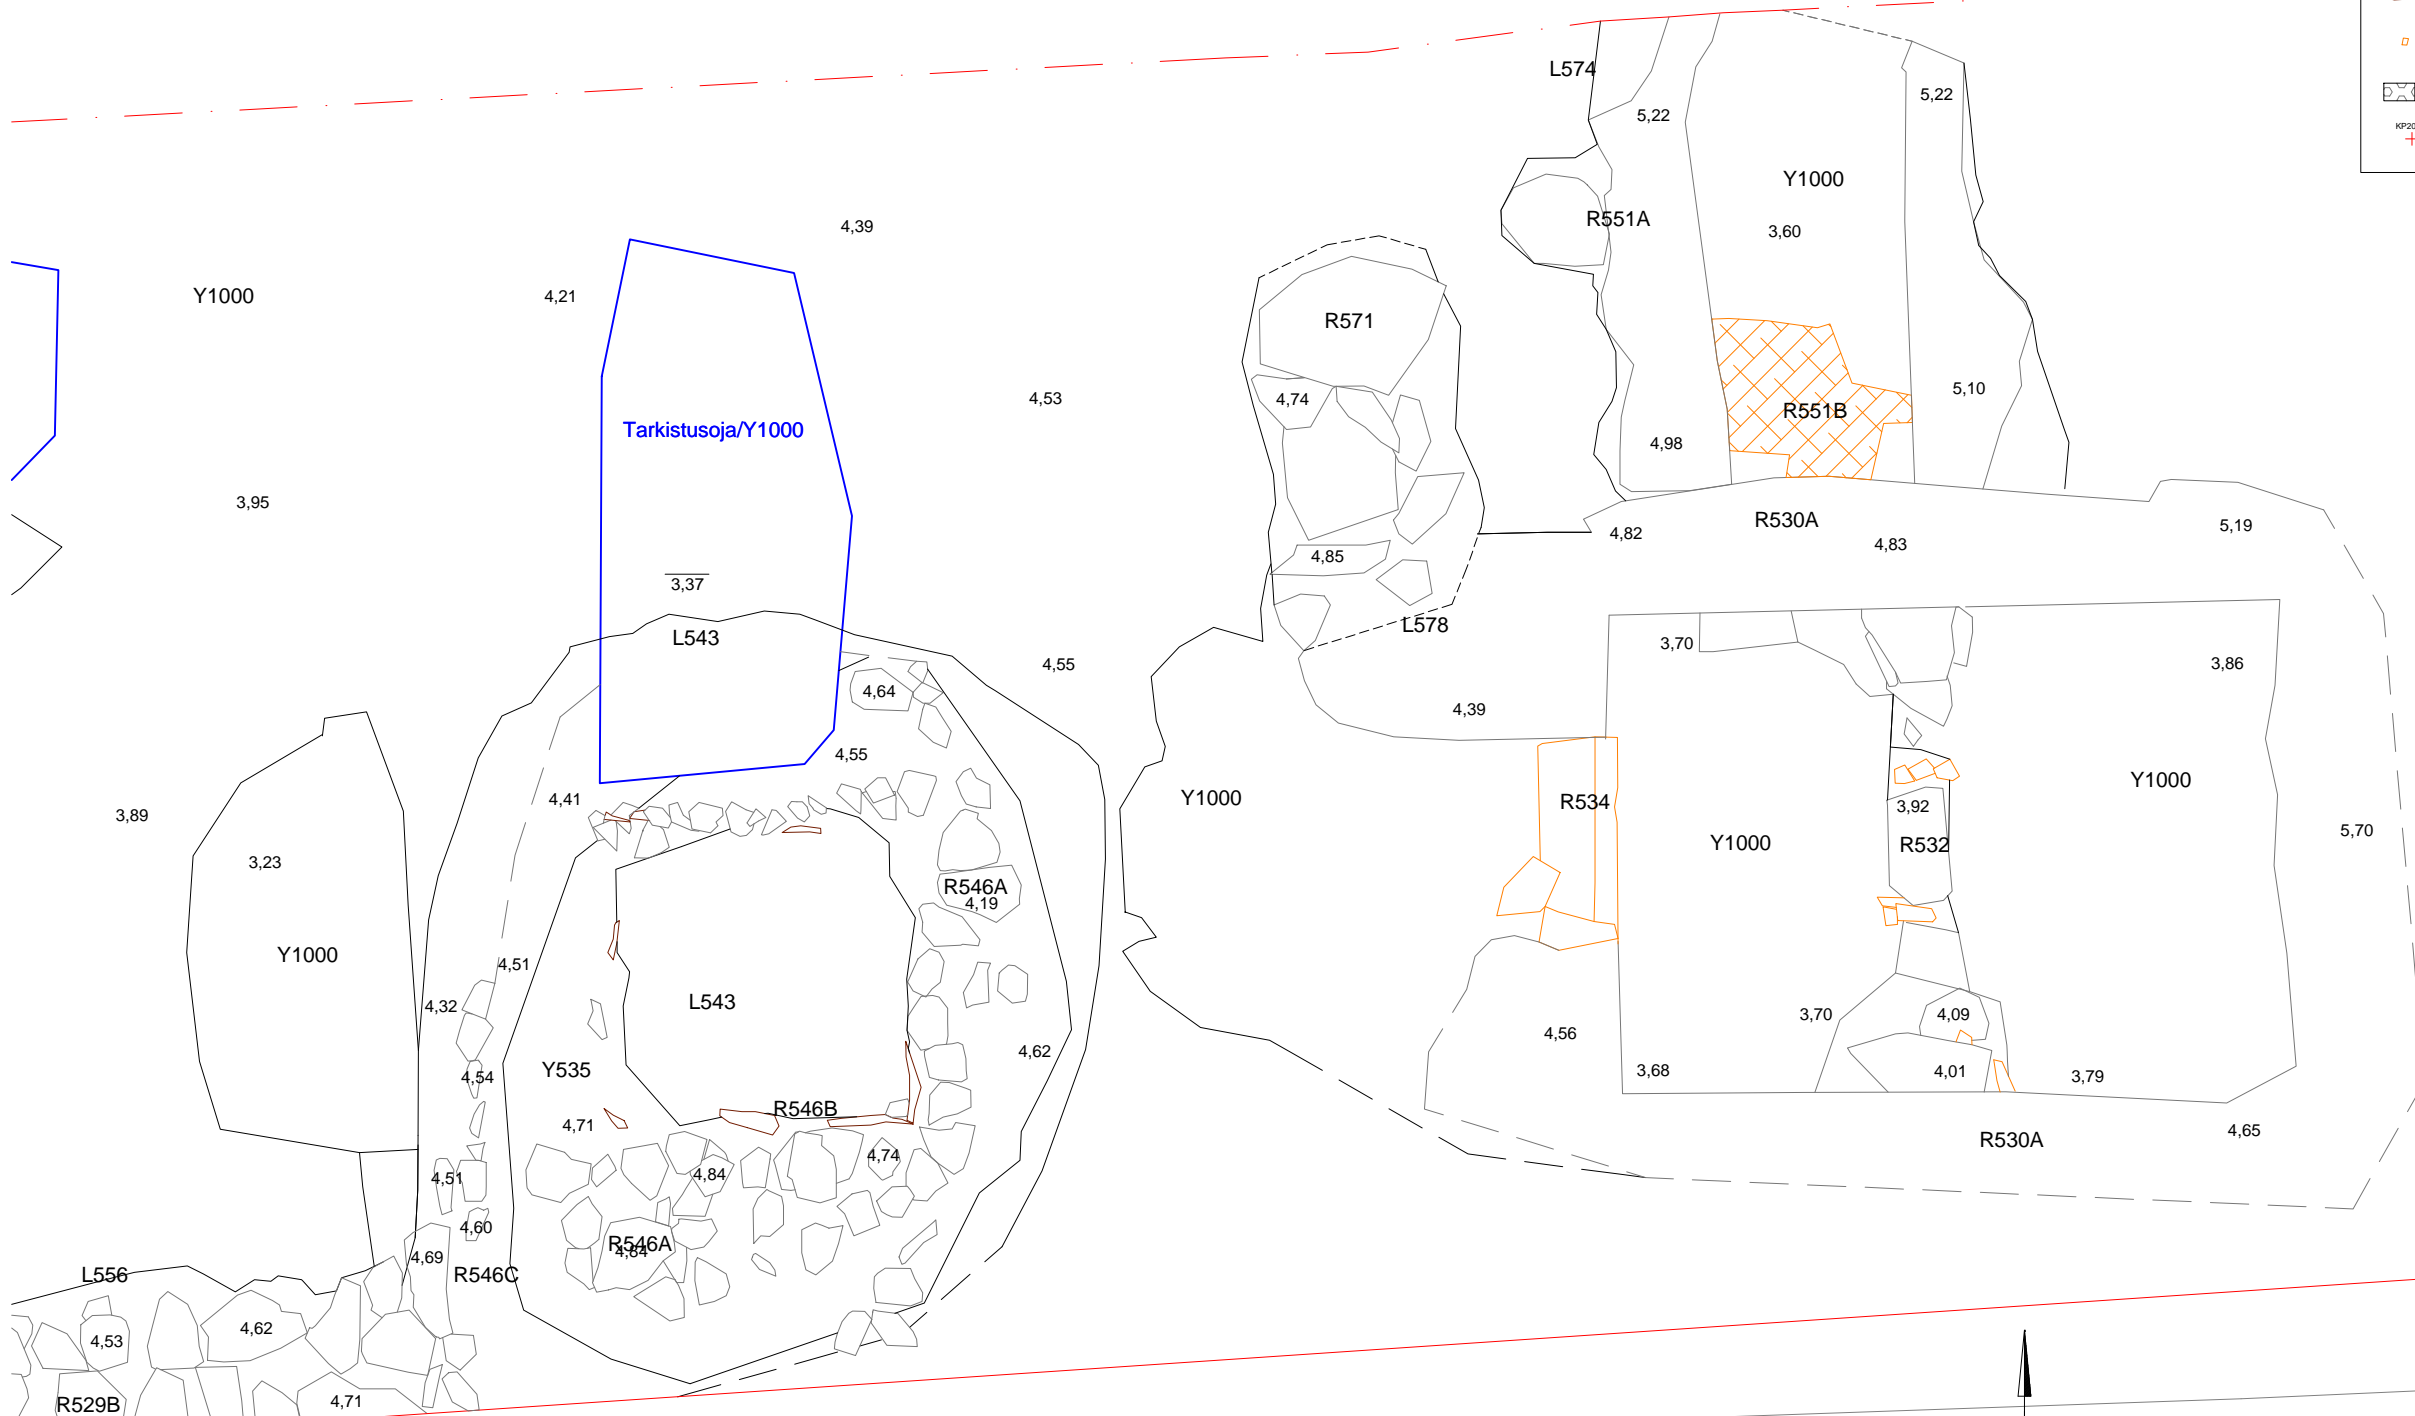 L574
5,22
5,22
KP20
Y1000
R551A
4,39
3,60
Y1000
4,21
R571
5,10
4,53
4,74
R551B
Tarkistusoja/Y1000
4,98
3,95
R530A
5,19
4,82
4,83
4,85
3,37
L578
L543
3,70
4,55
3,86
4,64
4,39
4,55
Y1000
Y1000
4,41
R534
3,92
3,89
5,70
Y1000
R532
3,23
R546A
4,19
Y1000
4,51
L543
4,32
3,70
4,09
4,56
4,62
Y535
3,68
4,01
3,79
4,54
R546B
4,71
4,65
R530A
4,74
4,84
4,51
4,60
R546A
4,84
4,69
L556
R546C
4,62
4,53
4,71
R529B